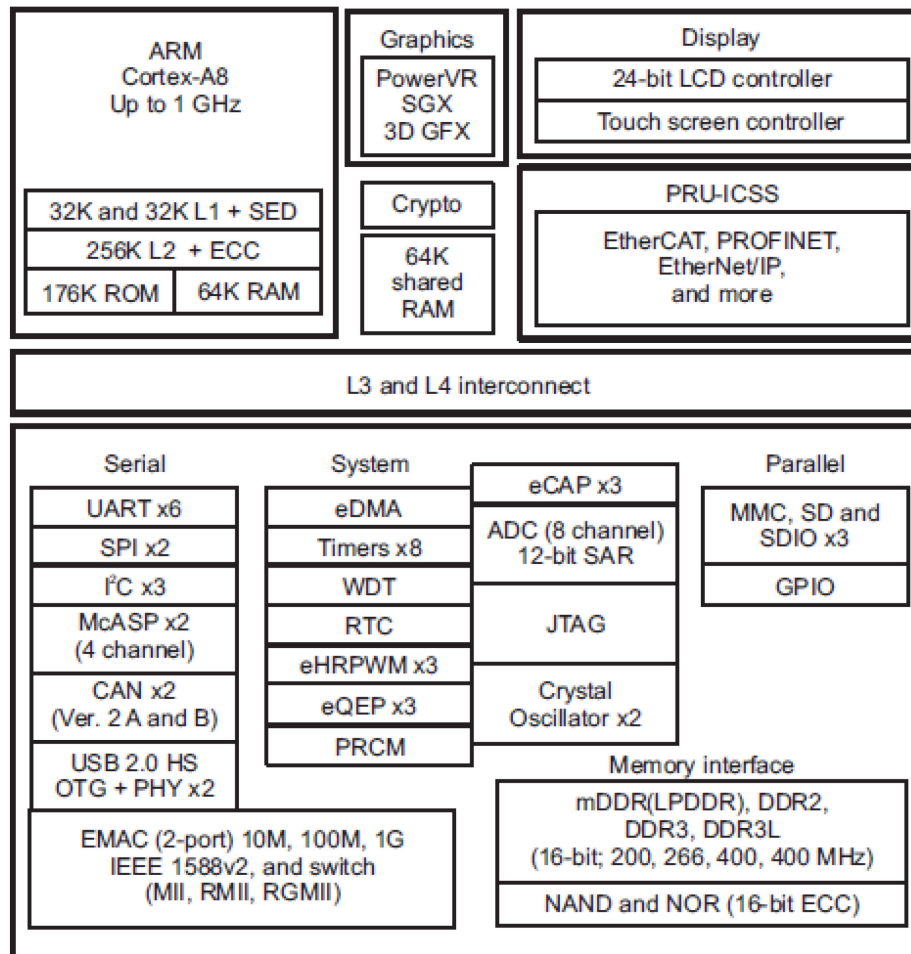 ARM
Cortex-A8
Up to 1 GHz
32K and 32K L1 + SED
256K L2 + ECC
176K ROM
64K RAM
Graphics
PowerVR
SGX
3D GFX
Crypto
64K
shared
RAM
Display
24-bit LCD controller
Touch screen controller
PRU-ICSS
EtherCAT, PROFINET,
EtherNet/IP,
and more
L3 and L4 interconnect
Serial
UART x6
SPI x2
I²C x3
McASP x2
(4 channel)
CAN x2
(Ver. 2 A and B)
USB 2.0 HS
OTG + PHY x2
EMAC (2-port) 10M, 100M, 1G
IEEE 1588v2, and switch
(MII, RMII, RGMII)
System
eDMA
Timers x8
WDT
RTC
eHRPWM x3
eQEP x3
PRCM
eCAP x3
ADC (8 channel)
12-bit SAR
JTAG
Crystal
Oscillator x2
Parallel
MMC, SD and
SDIO x3
GPIO
Memory interface
mDDR(LPDDR), DDR2,
DDR3, DDR3L
(16-bit; 200, 266, 400, 400 MHz)
NAND and NOR (16-bit ECC)